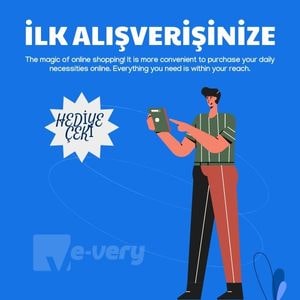 İLK ALIŞVERİŞİNİZE
The magic of online shopping! It is more convenient to purchase your daily
necessities online. Everything you need is within your reach.
HEDİYE
ÇEKİ
e-very